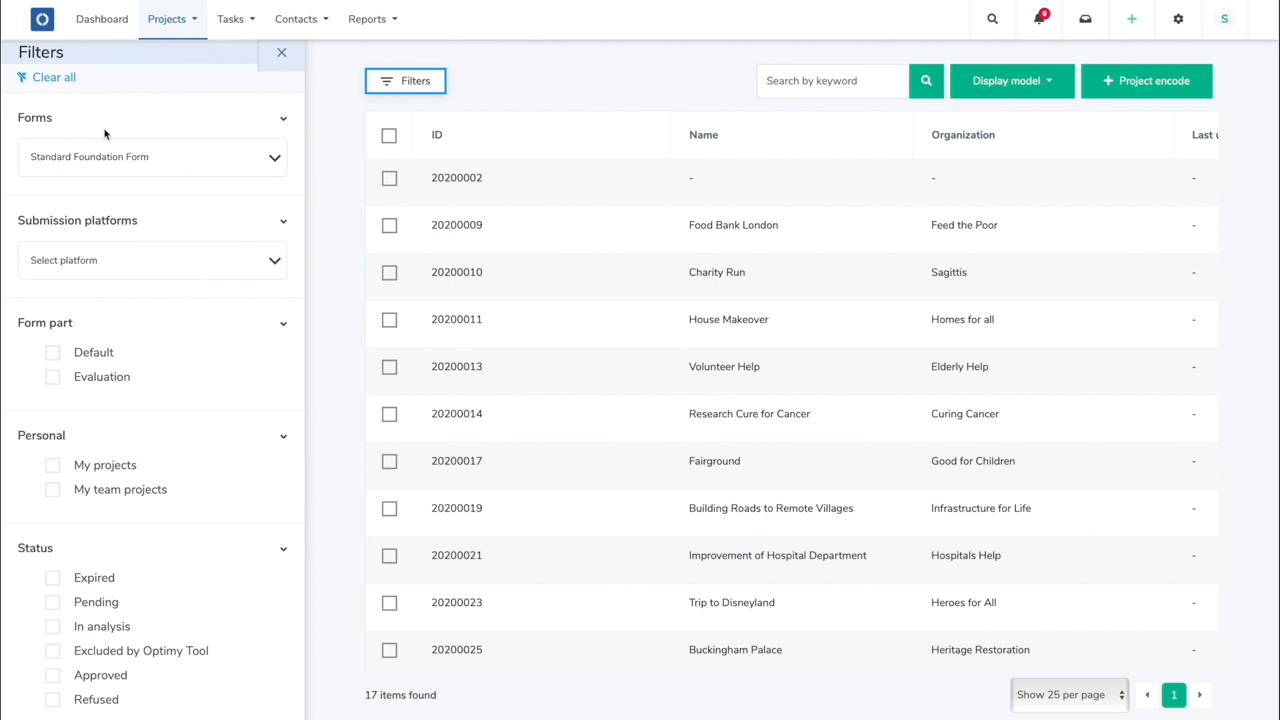 Dashboard Projects Tasks Contacts Reports 6 S
Filters
Clear all
Forms
Standard Foundation Form
Submission platforms
Select platform
Form part
Default
Evaluation
Personal
My projects
My team projects
Status
Expired
Pending
In analysis
Excluded by Optimy Tool
Approved
Refused
Filters Search by keyword Display model + Project encode
ID Name Organization Last u
20200002 - - -
20200009 Food Bank London Feed the Poor -
20200010 Charity Run Sagittis -
20200011 House Makeover Homes for all -
20200013 Volunteer Help Elderly Help -
20200014 Research Cure for Cancer Curing Cancer -
20200017 Fairground Good for Children -
20200019 Building Roads to Remote Villages Infrastructure for Life -
20200021 Improvement of Hospital Department Hospitals Help -
20200023 Trip to Disneyland Heroes for All -
20200025 Buckingham Palace Heritage Restoration -
17 items found Show 25 per page 1